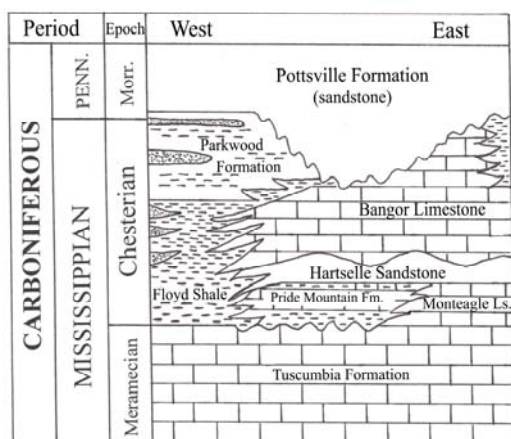 Period
Epoch
West
East
CARBONIFEROUS
PENN.
MISSISSIPPIAN
Morr.
Chesterian
Meramecian
Pottsville Formation
(sandstone)
Parkwood
Formation
Bangor Limestone
Hartselle Sandstone
Floyd Shale
Pride Mountain Fm.
Monteagle Ls.
Tuscumbia Formation